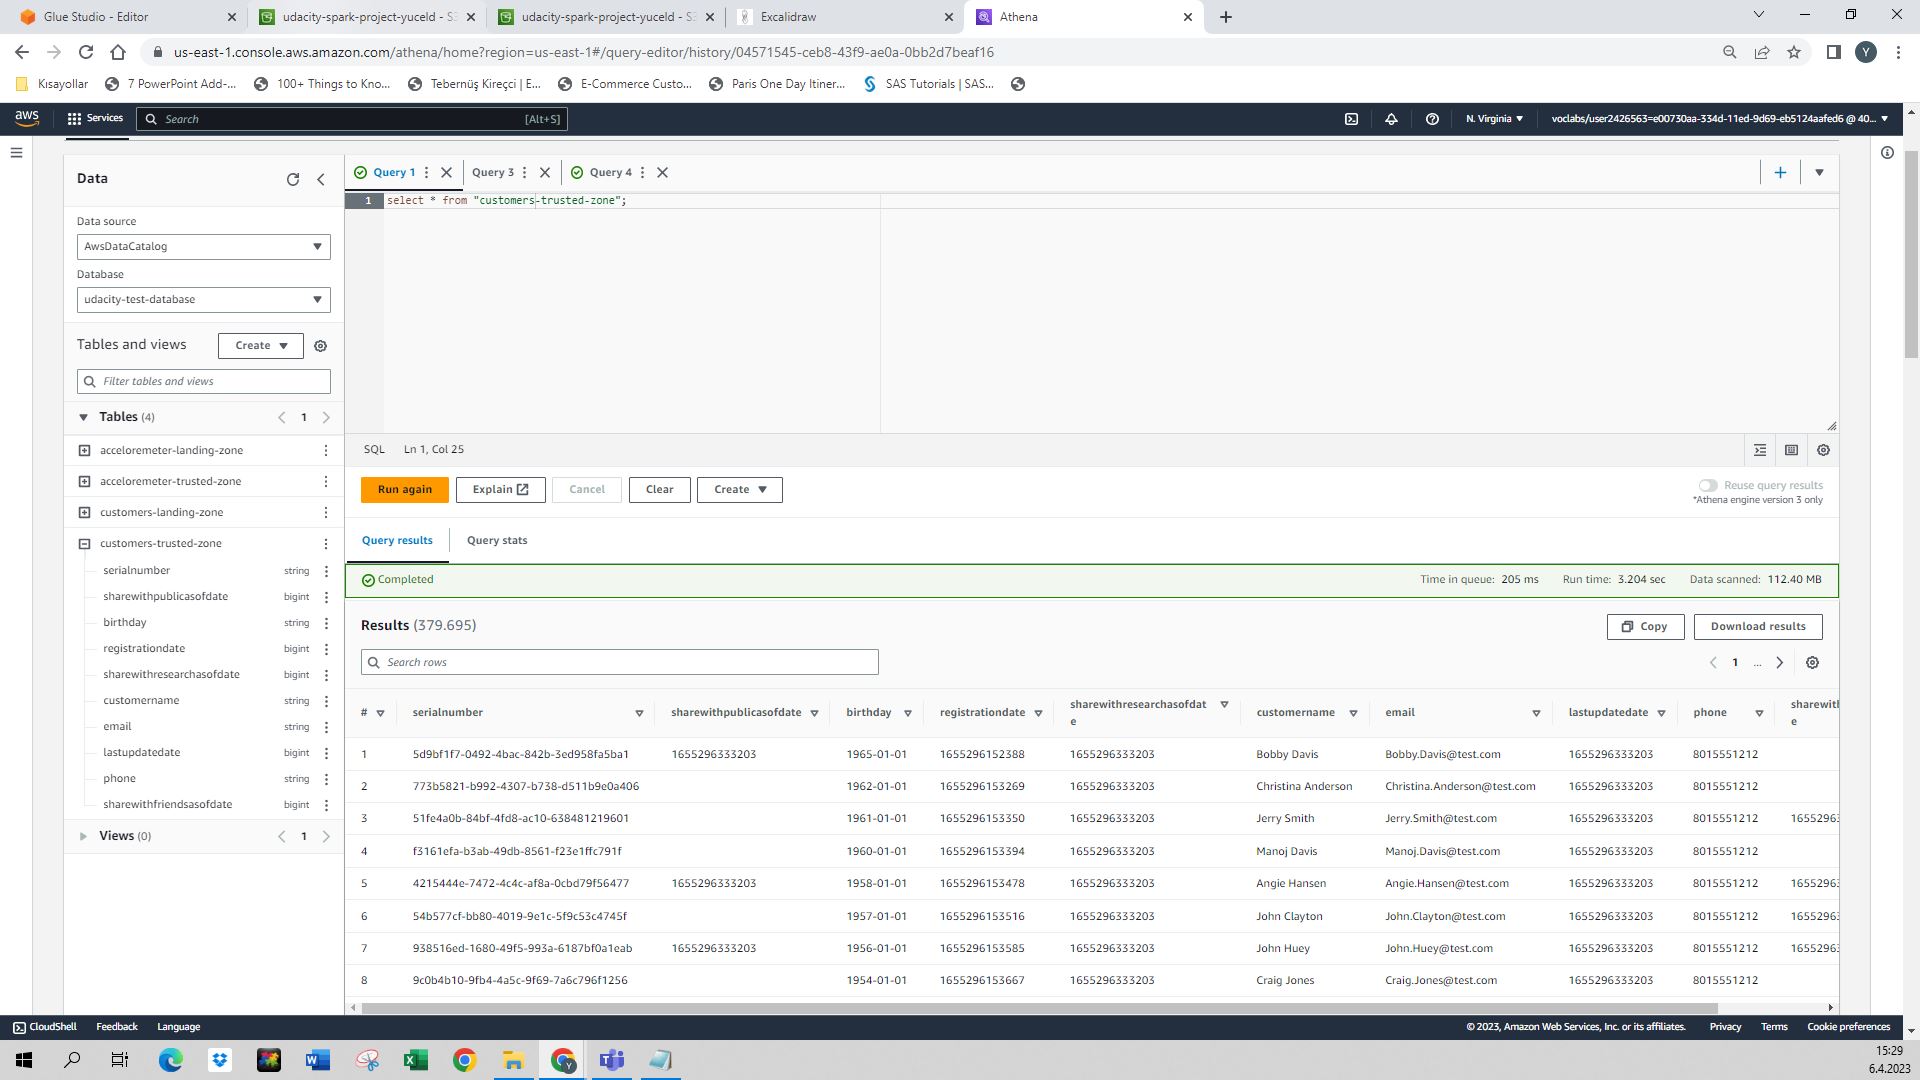 Glue Studio - Editor
udacity-spark-project-yuceld - S3
udacity-spark-project-yuceld - S3
Excalidraw
Athena
us-east-1.console.aws.amazon.com/athena/home?region=us-east-1#/query-editor/history/04571545-ceb8-43f9-ae0a-0bb2d7beaf16
Y
Kısayollar
7 PowerPoint Add-...
100+ Things to Kno...
Tebernüş Kireçci | E...
E-Commerce Custo...
Paris One Day Itiner...
SAS Tutorials | SAS...
aws
Services
Search
[Alt+S]
N. Virginia
voclabs/user2426563=e00730aa-334d-11ed-9d69-eb5124aafed6 @ 40...
Data
Data source
AwsDataCatalog
Database
udacity-test-database
Tables and views
Create
Filter tables and views
Tables (4)
1
acceloremeter-landing-zone
acceloremeter-trusted-zone
customers-landing-zone
customers-trusted-zone
serialnumber string
sharewithpublicasofdate bigint
birthday string
registrationdate bigint
sharewithresearchasofdate bigint
customername string
email string
lastupdatedate bigint
phone string
sharewithfriendsasofdate bigint
Views (0)
1
Query 1
Query 3
Query 4
1 select * from "customers-trusted-zone";
SQL Ln 1, Col 25
Run again
Explain
Cancel
Clear
Create
Reuse query results
*Athena engine version 3 only
Query results
Query stats
Completed
Time in queue: 205 ms
Run time: 3.204 sec
Data scanned: 112.40 MB
Results (379.695)
Copy
Download results
Search rows
1 ...
# serialnumber sharewithpublicasofdate birthday registrationdate sharewithresearchasofdate customername email lastupdatedate phone
1 5d9bf1f7-0492-4bac-842b-3ed958fa5ba1 1655296333203 1965-01-01 1655296152388 1655296333203 Bobby Davis Bobby.Davis@test.com 1655296333203 8015551212
2 773b5821-b992-4307-b738-d511b9e0a406 1962-01-01 1655296153269 1655296333203 Christina Anderson Christina.Anderson@test.com 1655296333203 8015551212
3 51fe4a0b-84bf-4fd8-ac10-638481219601 1961-01-01 1655296153350 1655296333203 Jerry Smith Jerry.Smith@test.com 1655296333203 8015551212
4 f3161efa-b3ab-49db-8561-f23e1ffc791f 1960-01-01 1655296153394 1655296333203 Manoj Davis Manoj.Davis@test.com 1655296333203 8015551212
5 4215444e-7472-4c4c-af8a-0cbd79f56477 1655296333203 1958-01-01 1655296153478 1655296333203 Angie Hansen Angie.Hansen@test.com 1655296333203 8015551212
6 54b577cf-bb80-4019-9e1c-5f9c53c4745f 1957-01-01 1655296153516 1655296333203 John Clayton John.Clayton@test.com 1655296333203 8015551212
7 938516ed-1680-49f5-993a-6187bf0a1eab 1655296333203 1956-01-01 1655296153585 1655296333203 John Huey John.Huey@test.com 1655296333203 8015551212
8 9c0b4b10-9fb4-4a5c-9f69-7a6c796f1256 1954-01-01 1655296153667 1655296333203 Craig Jones Craig.Jones@test.com 1655296333203 8015551212
CloudShell
Feedback
Language
© 2023, Amazon Web Services, Inc. or its affiliates.
Privacy
Terms
Cookie preferences
15:29
6.4.2023